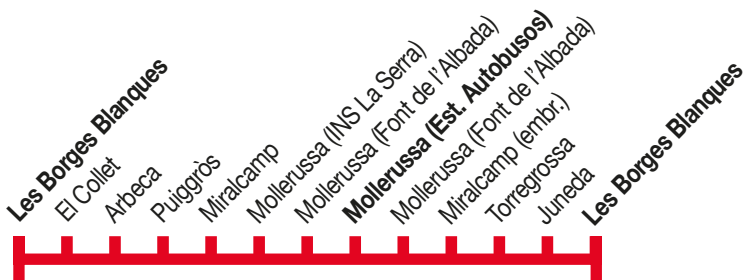 Les Borges Blanques
El Collet
Arbeca
Puiggròs
Miralcamp
Mollerussa (INS La Serra)
Mollerussa (Font de l'Albada)
Mollerussa (Est. Autobusos)
Mollerussa (Font de l'Albada)
Miralcamp (embr.)
Torregrossa
Juneda
Les Borges Blanques